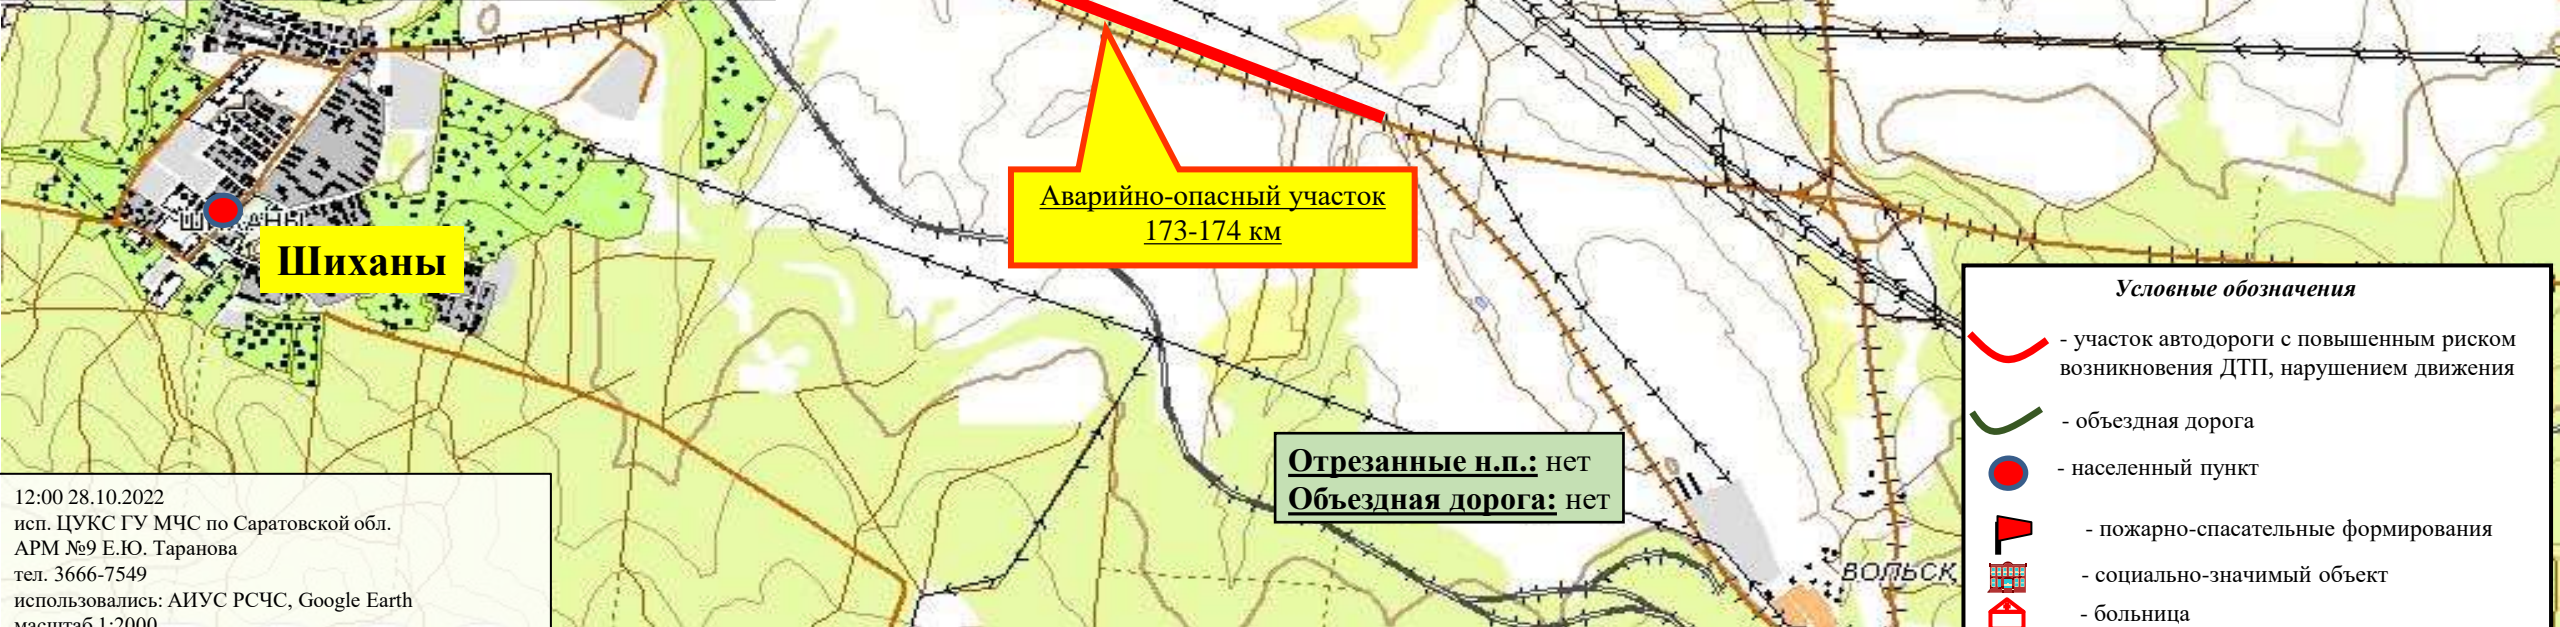 Аварийно-опасный участок
173-174 км
Шиханы
Условные обозначения
- участок автодороги с повышенным риском
возникновения ДТП, нарушением движения
- объездная дорога
- населенный пункт
- пожарно-спасательные формирования
- социально-значимый объект
- больница
Отрезанные н.п.: нет
Объездная дорога: нет
ВОЛЬСК
12:00 28.10.2022
исп. ЦУКС ГУ МЧС по Саратовской обл.
АРМ №9 Е.Ю. Таранова
тел. 3666-7549
использовались: АИУС РСЧС, Google Earth
масштаб 1:2000